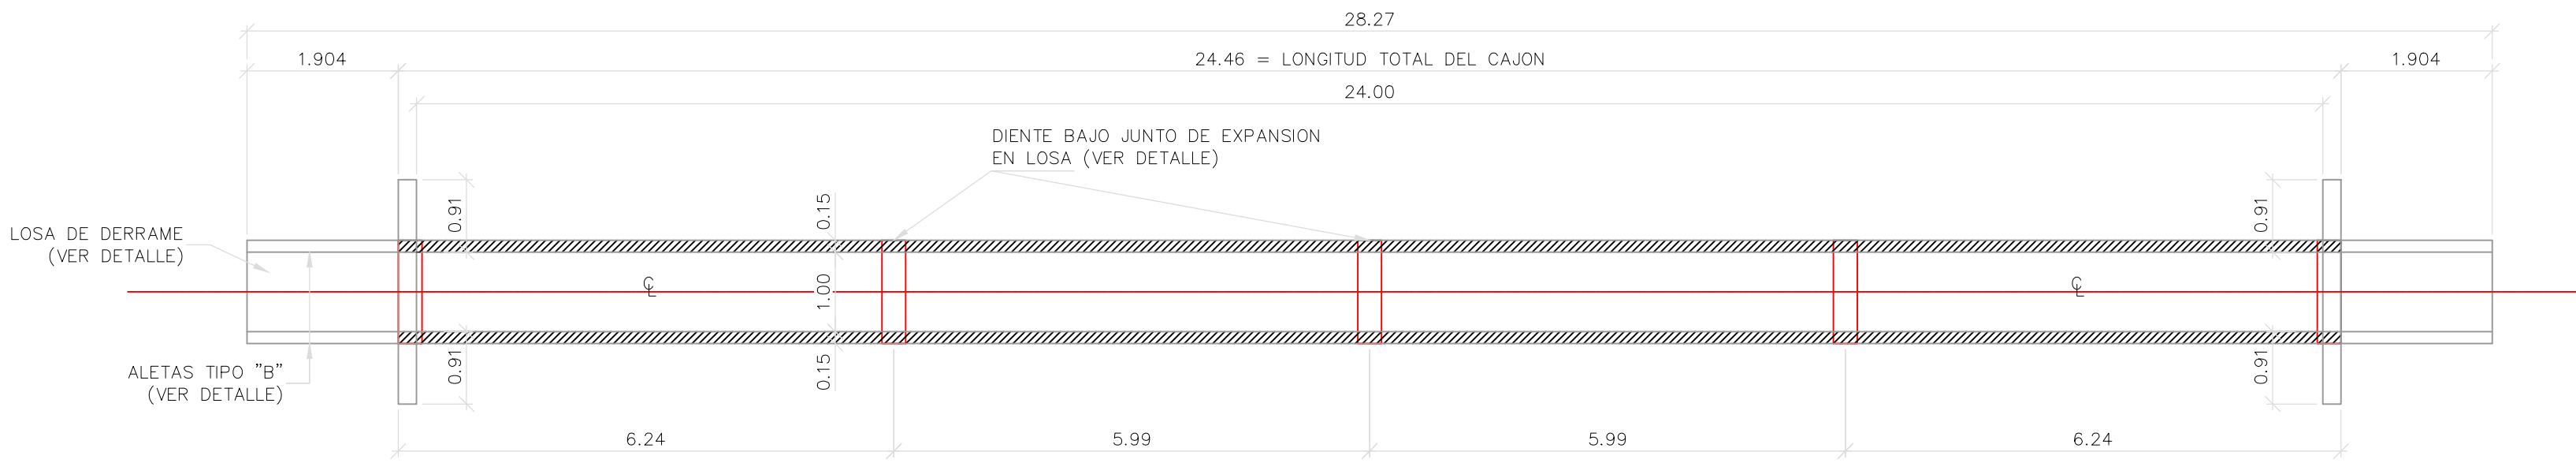 28.27
1.904
24.46 = LONGITUD TOTAL DEL CAJON
1.904
24.00
DIENTE BAJO JUNTO DE EXPANSION
EN LOSA (VER DETALLE)
0.91
0.15
0.91
LOSA DE DERRAME
(VER DETALLE)
℄
1.00
℄
ALETAS TIPO "B"
(VER DETALLE)
0.91
0.15
0.91
6.24
5.99
5.99
6.24